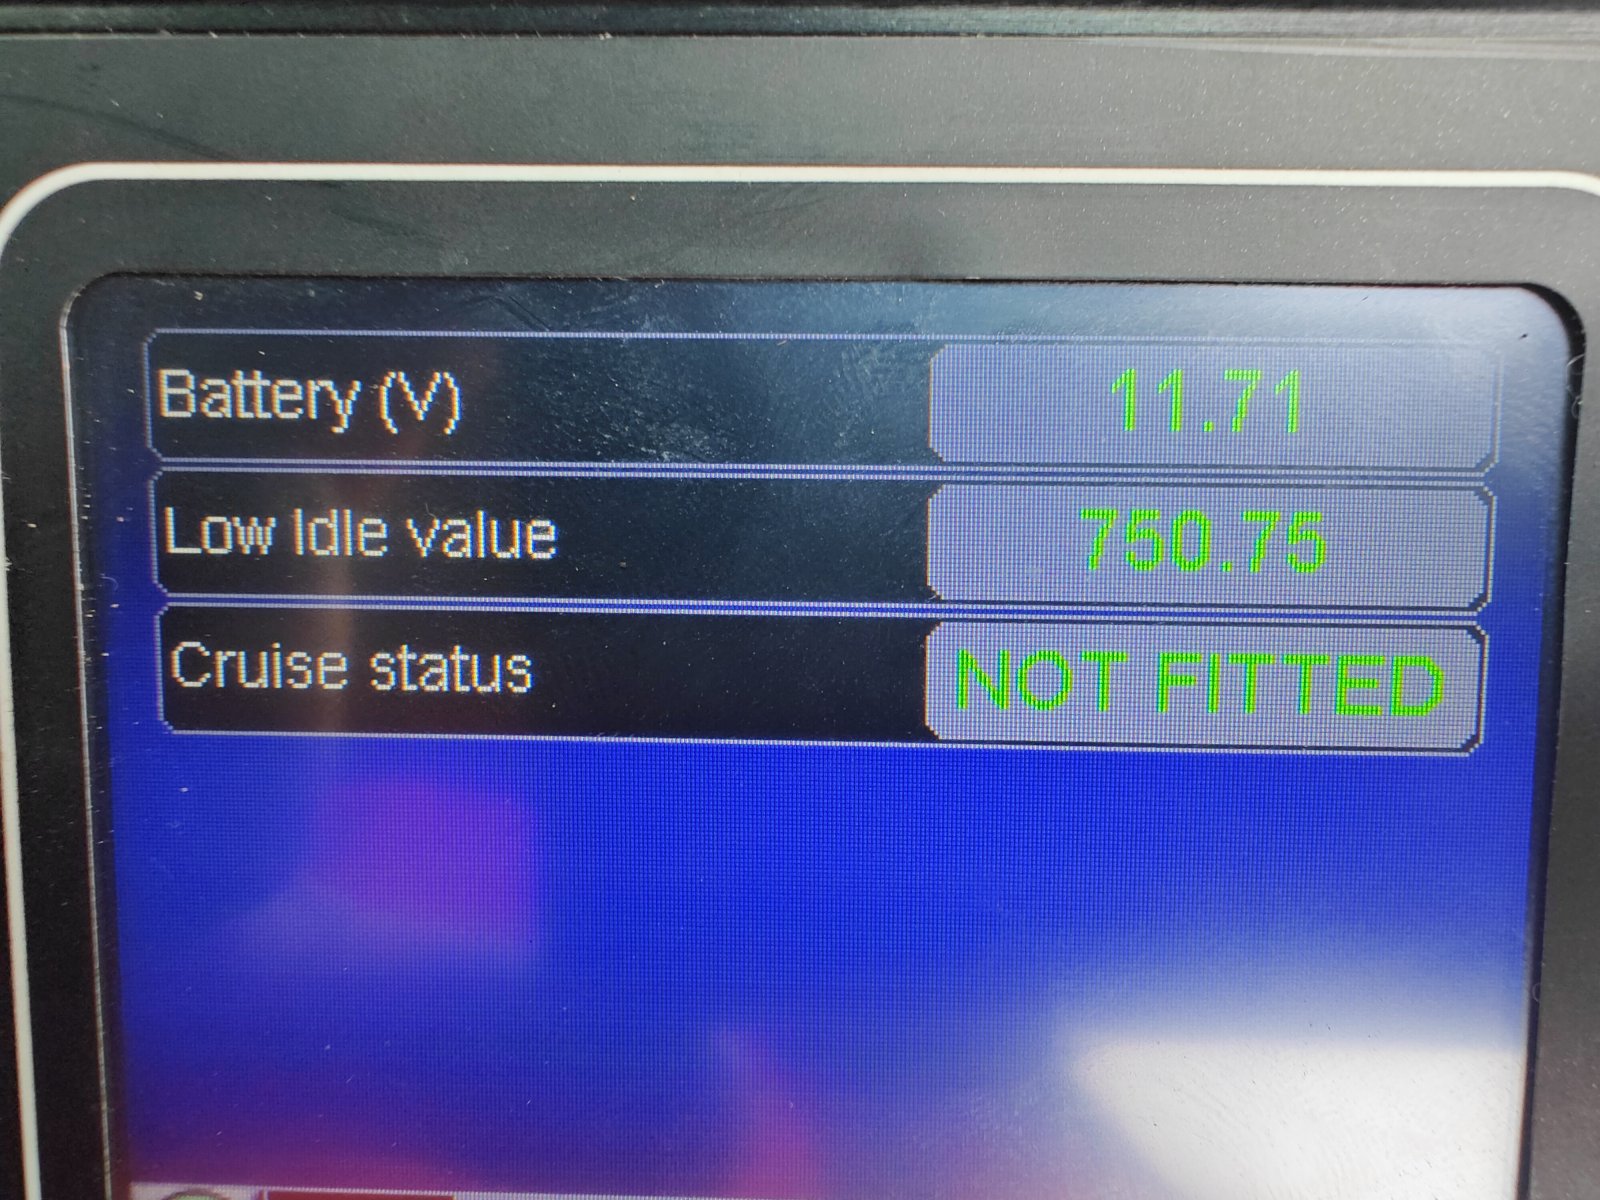 Battery (V) 11.71
Low Idle value 750.75
Cruise status NOT FITTED